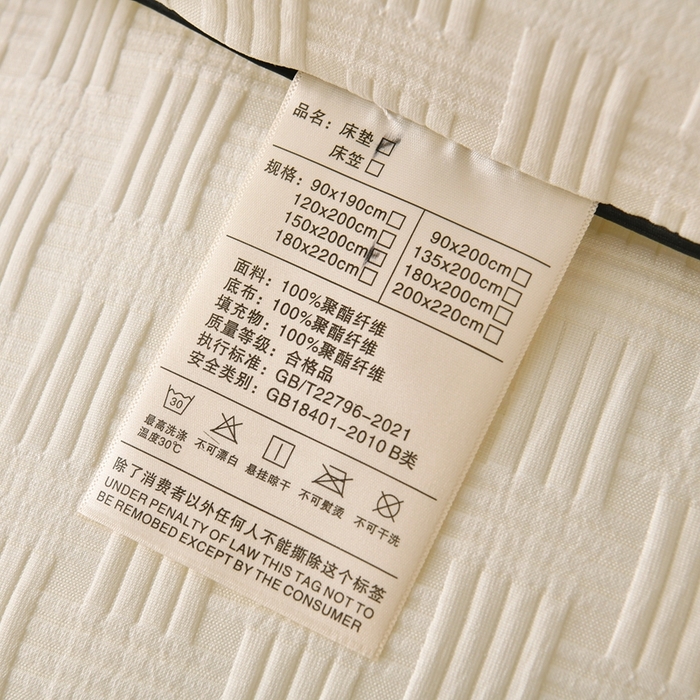 品名：床垫
床笠
规格：90x190cm
120x200cm
150x200cm
180x220cm
90x200cm
135x200cm
180x200cm
200x220cm
面料：100%聚酯纤维
底布：100%聚酯纤维
填充物：100%聚酯纤维
质量等级：合格品
执行标准：GB/T22796-2021
安全类别：GB18401-2010 B类
30
最高洗涤
温度30℃
不可漂白
悬挂晾干
不可熨烫
不可干洗
除了消费者以外任何人不能撕除这个标签
UNDER PENALTY OF LAW THIS TAG NOT TO
BE REMOBED EXCEPT BY THE CONSUMER